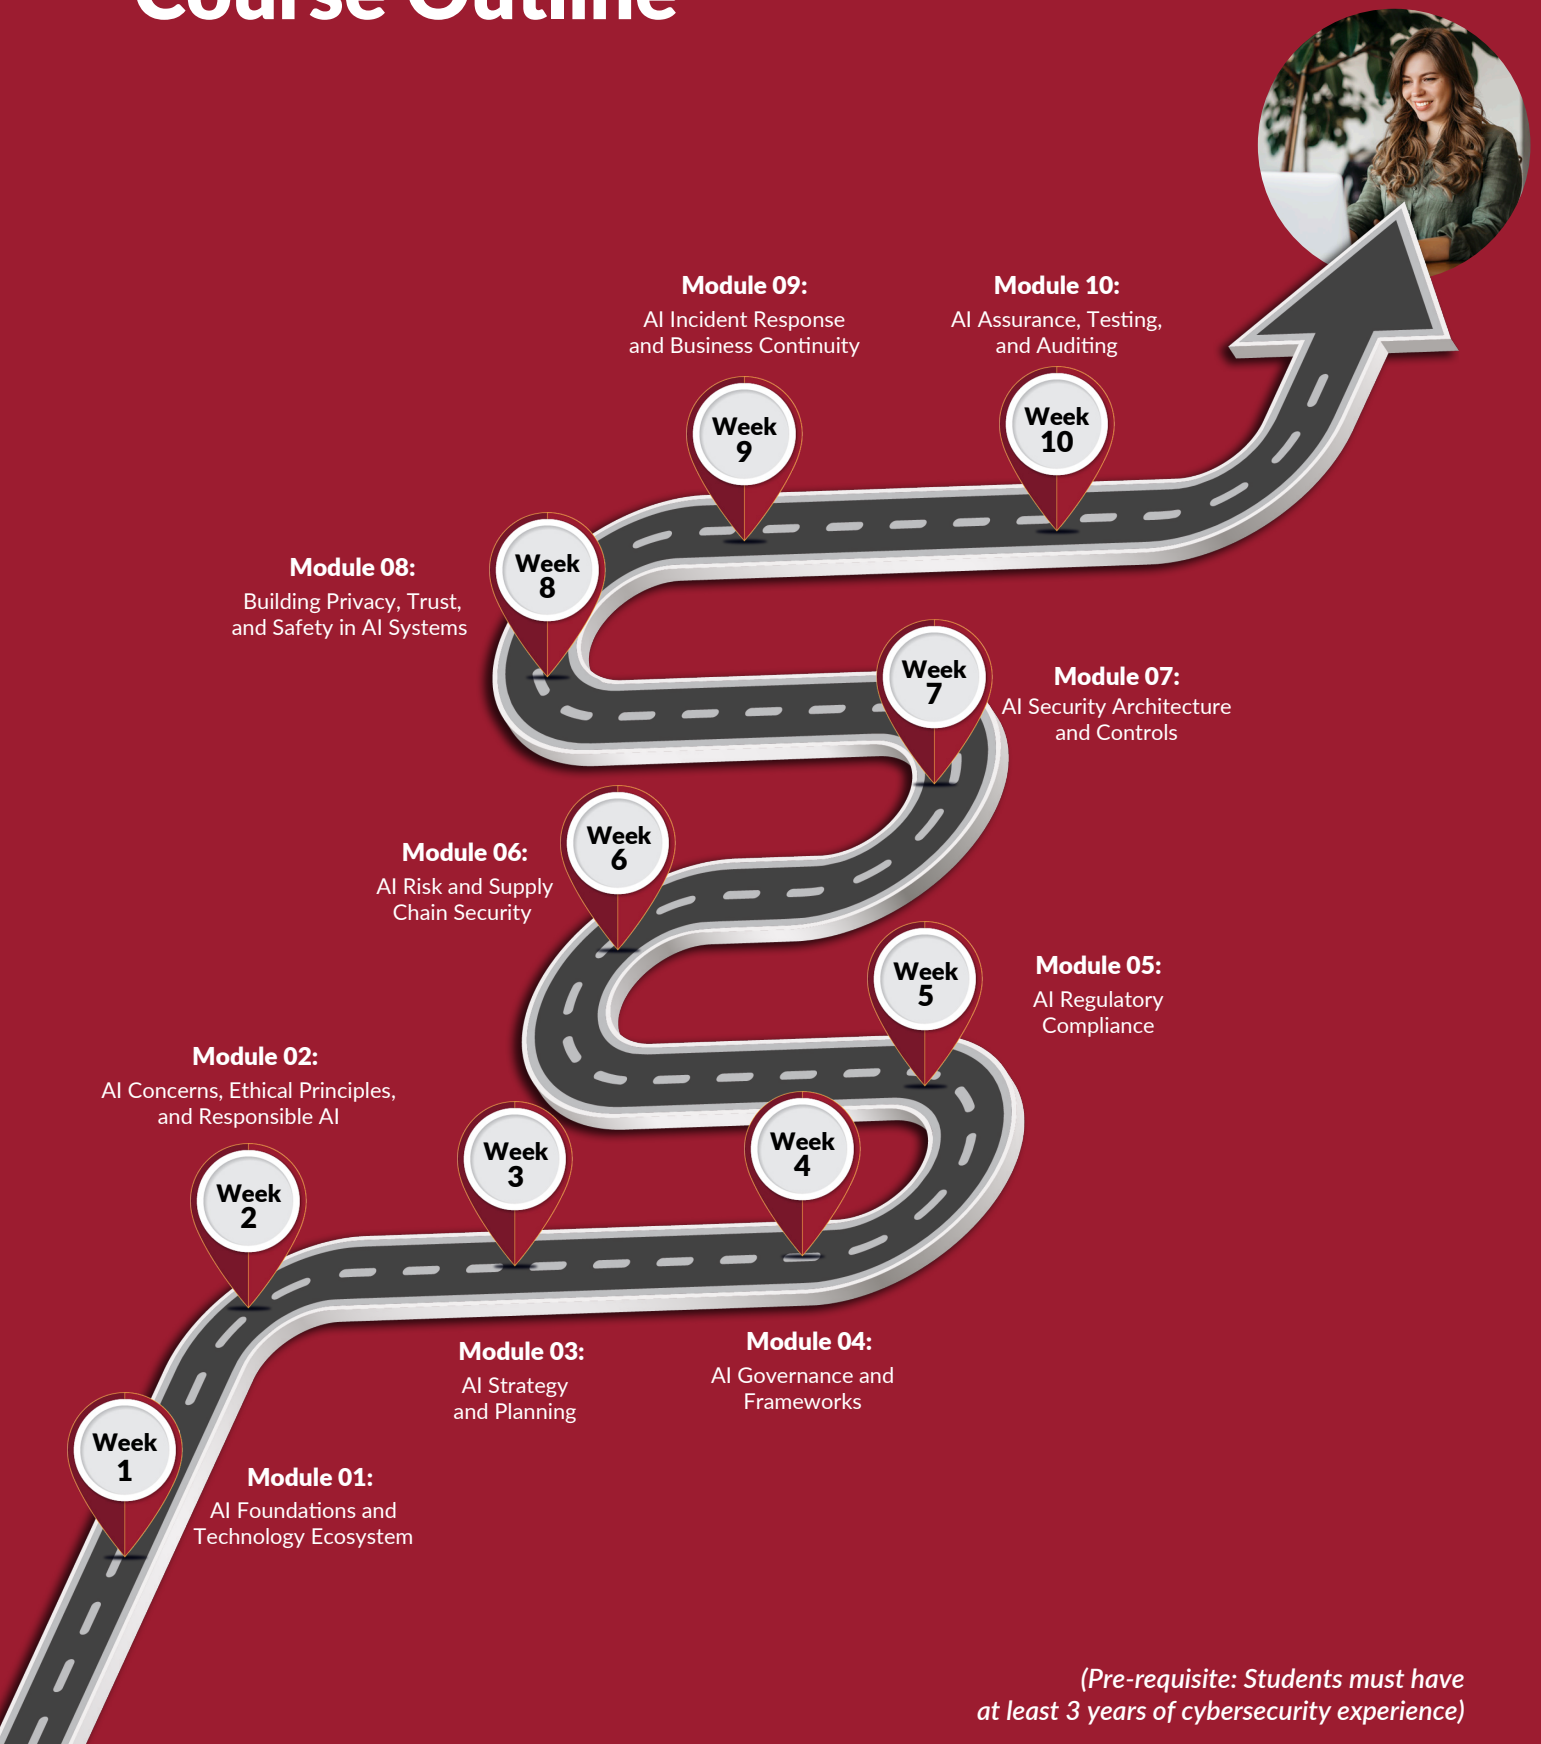 Course Outline
Module 09:
AI Incident Response
and Business Continuity
Module 10:
AI Assurance, Testing,
and Auditing
Week
9
Week
10
Module 08:
Building Privacy, Trust,
and Safety in AI Systems
Week
8
Week
7
Module 07:
AI Security Architecture
and Controls
Module 06:
AI Risk and Supply
Chain Security
Week
6
Week
5
Module 05:
AI Regulatory
Compliance
Module 02:
AI Concerns, Ethical Principles,
and Responsible AI
Week
2
Week
3
Week
4
Module 03:
AI Strategy
and Planning
Module 04:
AI Governance and
Frameworks
Week
1
Module 01:
AI Foundations and
Technology Ecosystem
(Pre-requisite: Students must have
at least 3 years of cybersecurity experience)